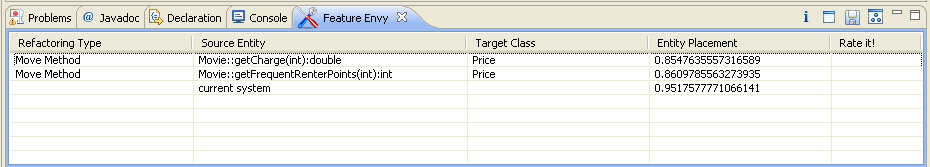 Problems @ Javadoc Declaration Console Feature Envy
Refactoring Type Source Entity Target Class Entity Placement Rate it!
Move Method Movie::getCharge(int):double Price 0.8547635557316589
Move Method Movie::getFrequentRenterPoints(int):int Price 0.8609785563273935
current system 0.9517577771066141